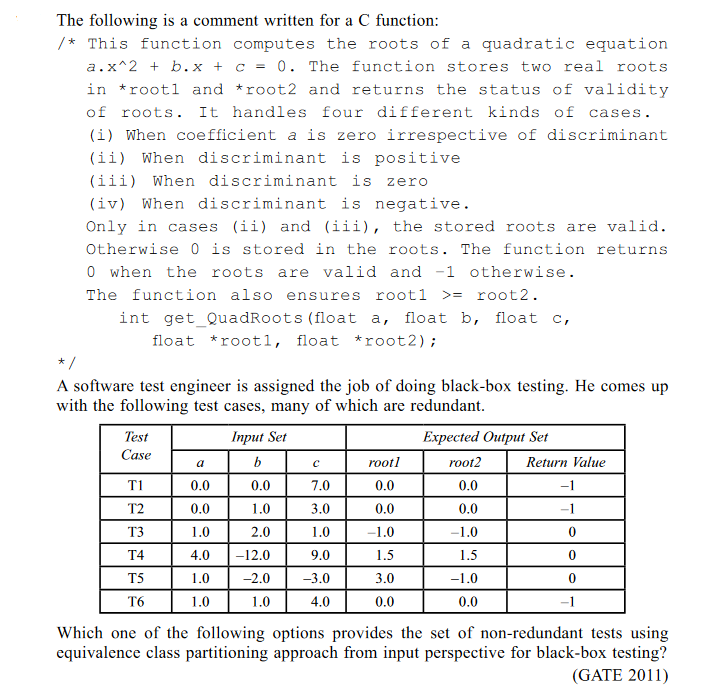 The following is a comment written for a C function:
/* This function computes the roots of a quadratic equation
a.x^2 + b.x + c = 0. The function stores two real roots
in *root1 and *root2 and returns the status of validity
of roots. It handles four different kinds of cases.
(i) When coefficient a is zero irrespective of discriminant
(ii) When discriminant is positive
(iii) When discriminant is zero
(iv) When discriminant is negative.
Only in cases (ii) and (iii), the stored roots are valid.
Otherwise 0 is stored in the roots. The function returns
0 when the roots are valid and -1 otherwise.
The function also ensures root1 >= root2.
int get_QuadRoots(float a, float b, float c,
float *root1, float *root2);
*/
A software test engineer is assigned the job of doing black-box testing. He comes up
with the following test cases, many of which are redundant.
Test Case Input Set Expected Output Set
a b c root1 root2 Return Value
T1 0.0 0.0 7.0 0.0 0.0 −1
T2 0.0 1.0 3.0 0.0 0.0 −1
T3 1.0 2.0 1.0 −1.0 −1.0 0
T4 4.0 −12.0 9.0 1.5 1.5 0
T5 1.0 −2.0 −3.0 3.0 −1.0 0
T6 1.0 1.0 4.0 0.0 0.0 −1
Which one of the following options provides the set of non-redundant tests using
equivalence class partitioning approach from input perspective for black-box testing?
(GATE 2011)